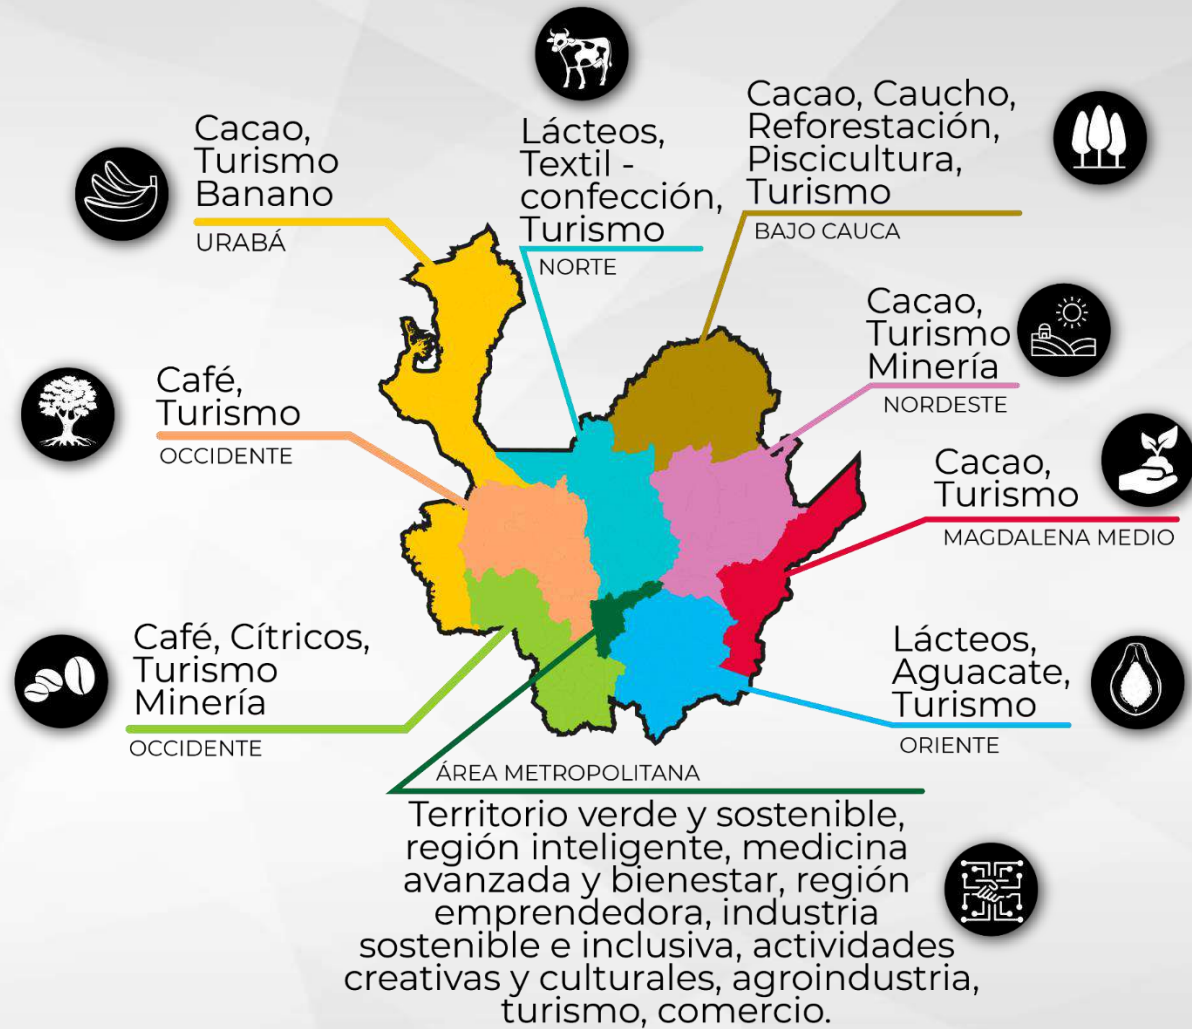 Cacao,
Turismo
Banano
URABÁ
Lácteos,
Textil -
confección,
Turismo
NORTE
Cacao, Caucho,
Reforestación,
Piscicultura,
Turismo
BAJO CAUCA
Cacao,
Turismo
Minería
NORDESTE
Café,
Turismo
OCCIDENTE
Cacao,
Turismo
MAGDALENA MEDIO
Café, Cítricos,
Turismo
Minería
OCCIDENTE
Lácteos,
Aguacate,
Turismo
ORIENTE
ÁREA METROPOLITANA
Territorio verde y sostenible,
región inteligente, medicina
avanzada y bienestar, región
emprendedora, industria
sostenible e inclusiva, actividades
creativas y culturales, agroindustria,
turismo, comercio.